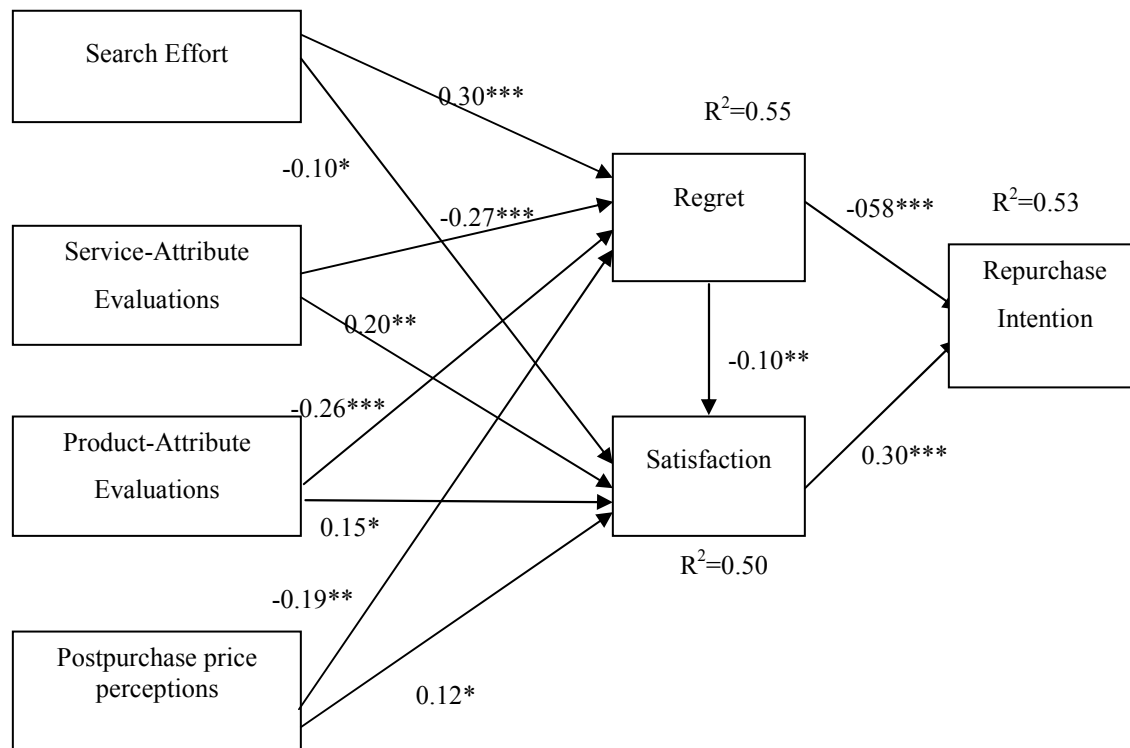 Search Effort
0.30***
R²=0.55
-0.10*
Regret
-058***
R²=0.53
-0.27***
Service-Attribute
Evaluations
Repurchase
Intention
0.20**
-0.10**
-0.26***
Product-Attribute
Evaluations
Satisfaction
0.30***
0.15*
R²=0.50
-0.19**
Postpurchase price
perceptions
0.12*